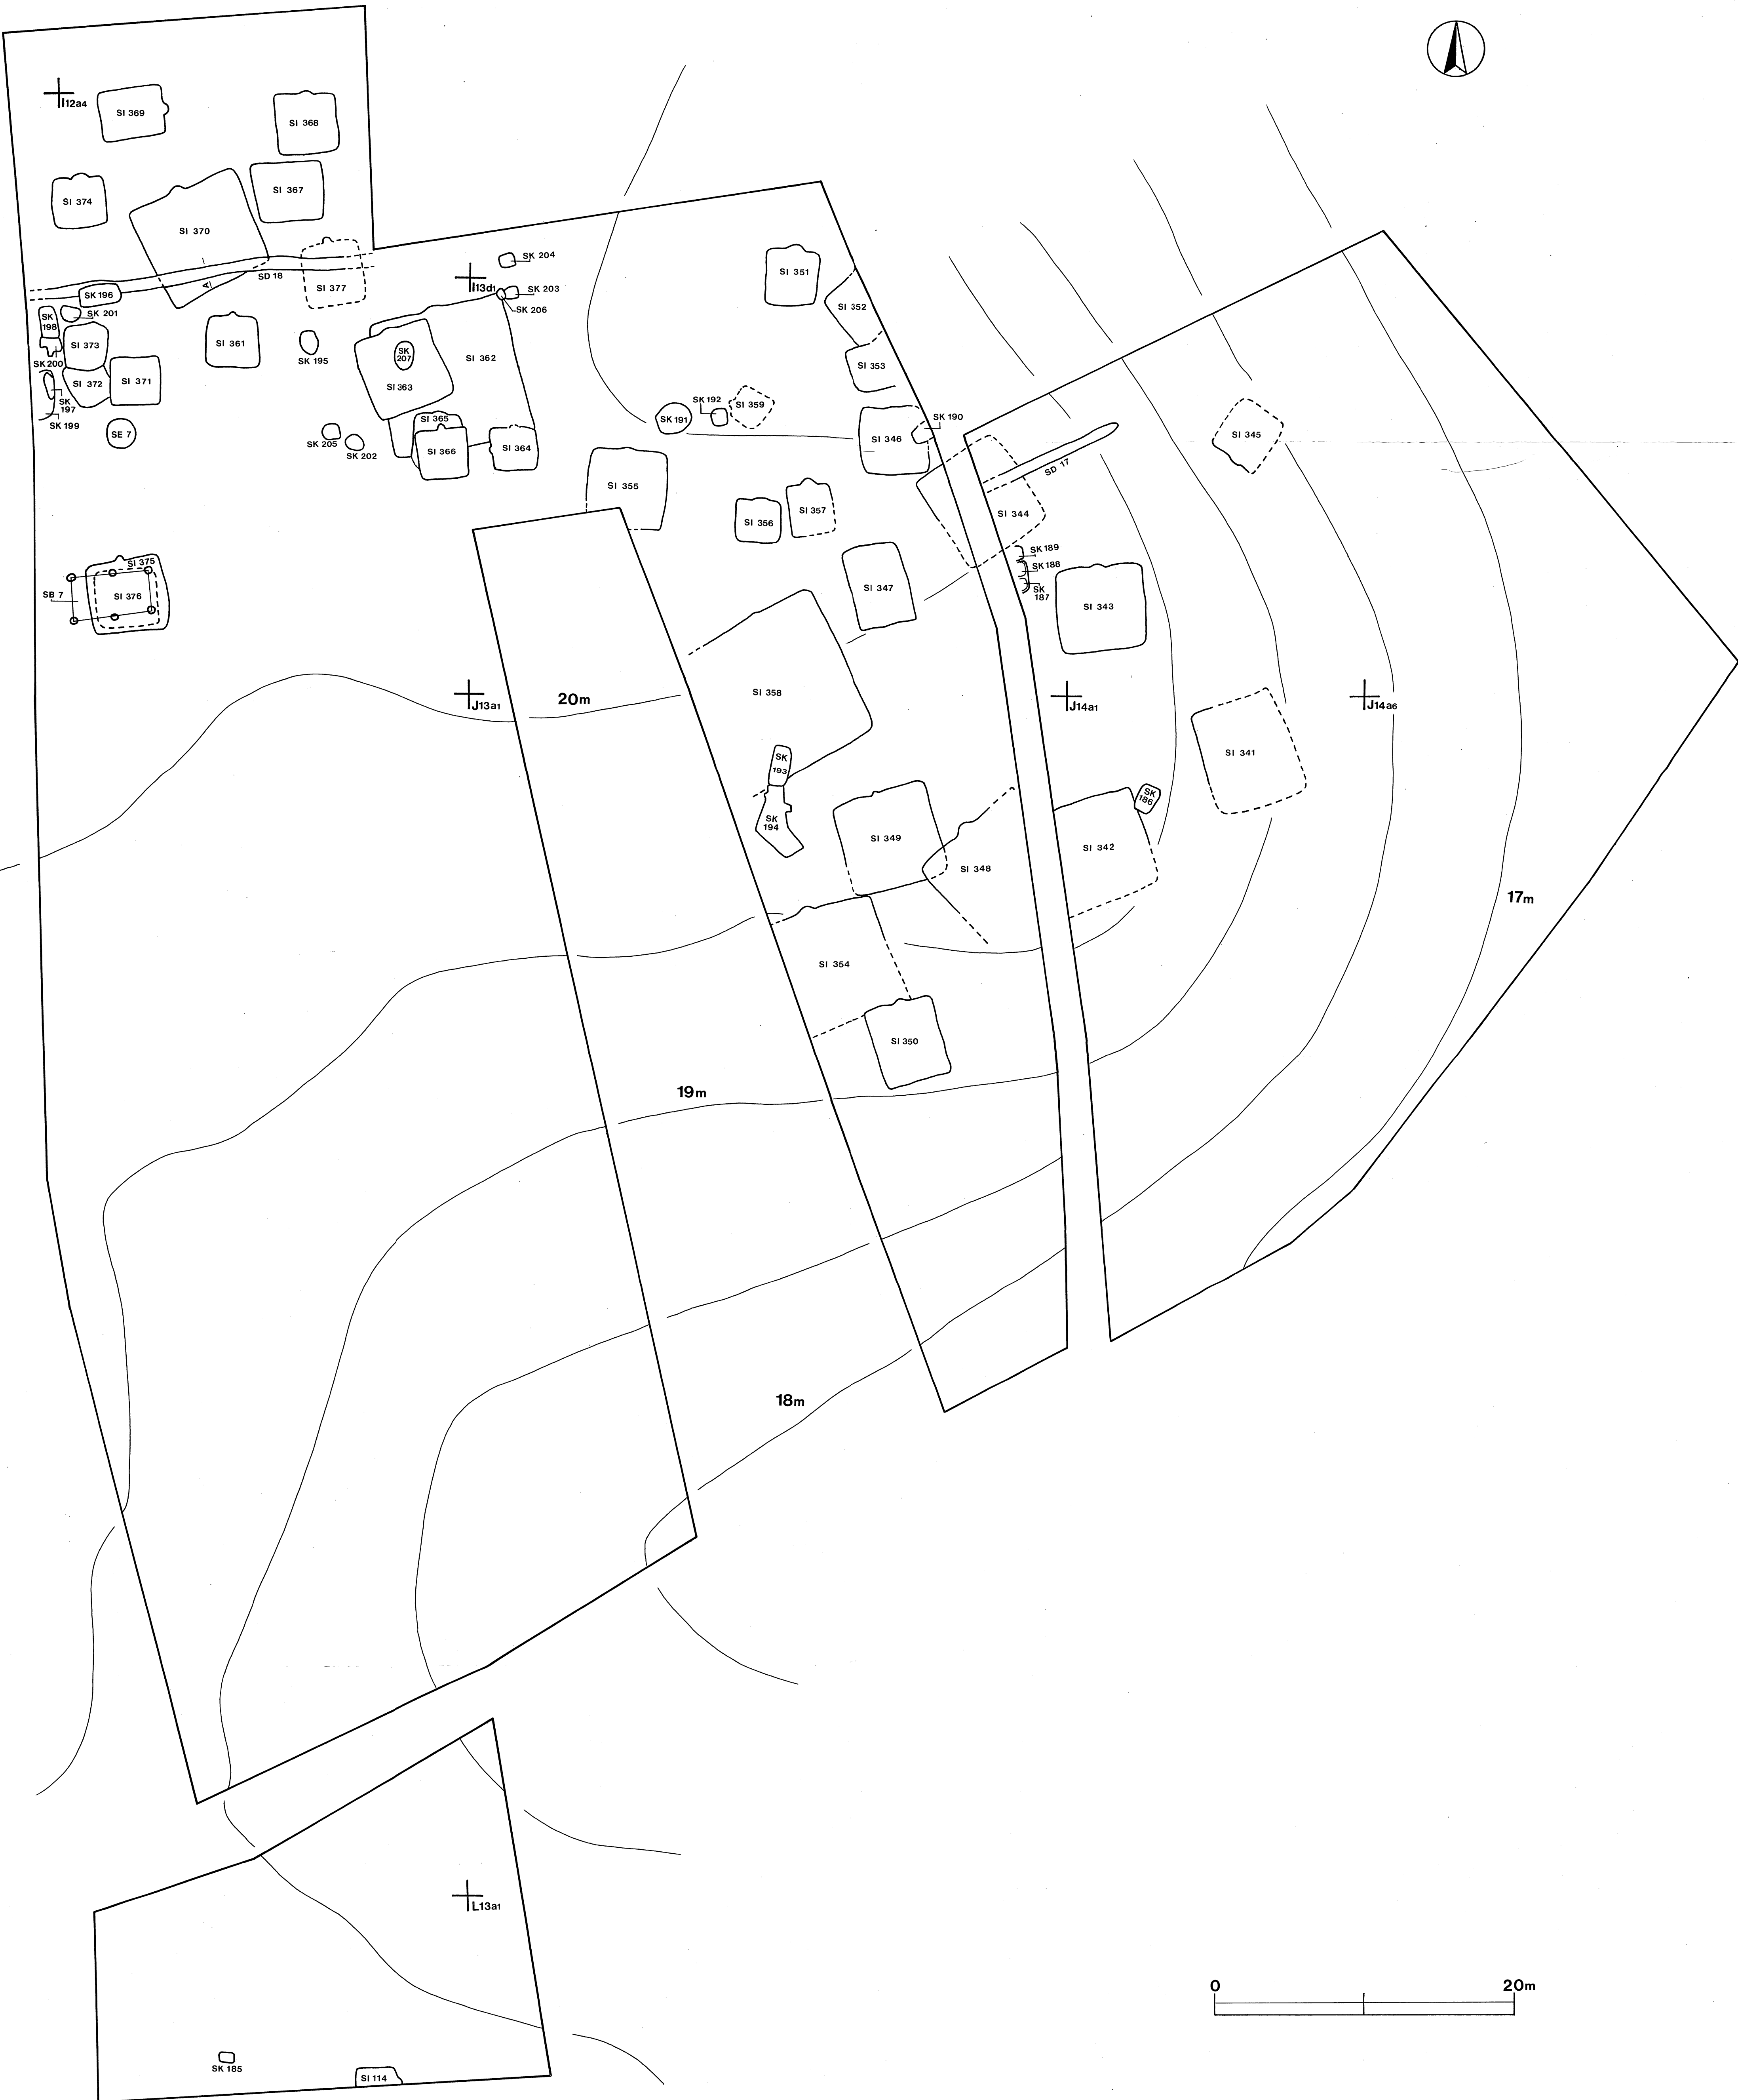 I12a4
SI 369
SI 368
SI 374
SI 367
SI 370
SD 18
A
SI 377
SK 204
I13d1
SK 203
SK 206
SI 351
SI 352
SK 196
SK 201
SK
198
SI 373
SK 200
SI 372
SI 371
SK
197
SK 199
SE 7
SI 361
SK 195
SK
207
SI 362
SI 363
SI 365
SI 366
SI 364
SK 205
SK 202
SI 353
SK 192
SK 191
SI 359
SK 190
SI 346
SI 345
SD 17
SI 344
SI 355
SI 356
SI 357
SK 189
SK 188
SK
187
SI 343
SI 347
SI 375
SI 376
SB 7
J13a1
20m
SI 358
J14a1
J14a6
SI 341
SK
193
SK
194
SK
186
SI 349
SI 342
SI 348
17m
SI 354
SI 350
19m
18m
L13a1
0
20m
SK 185
SI 114